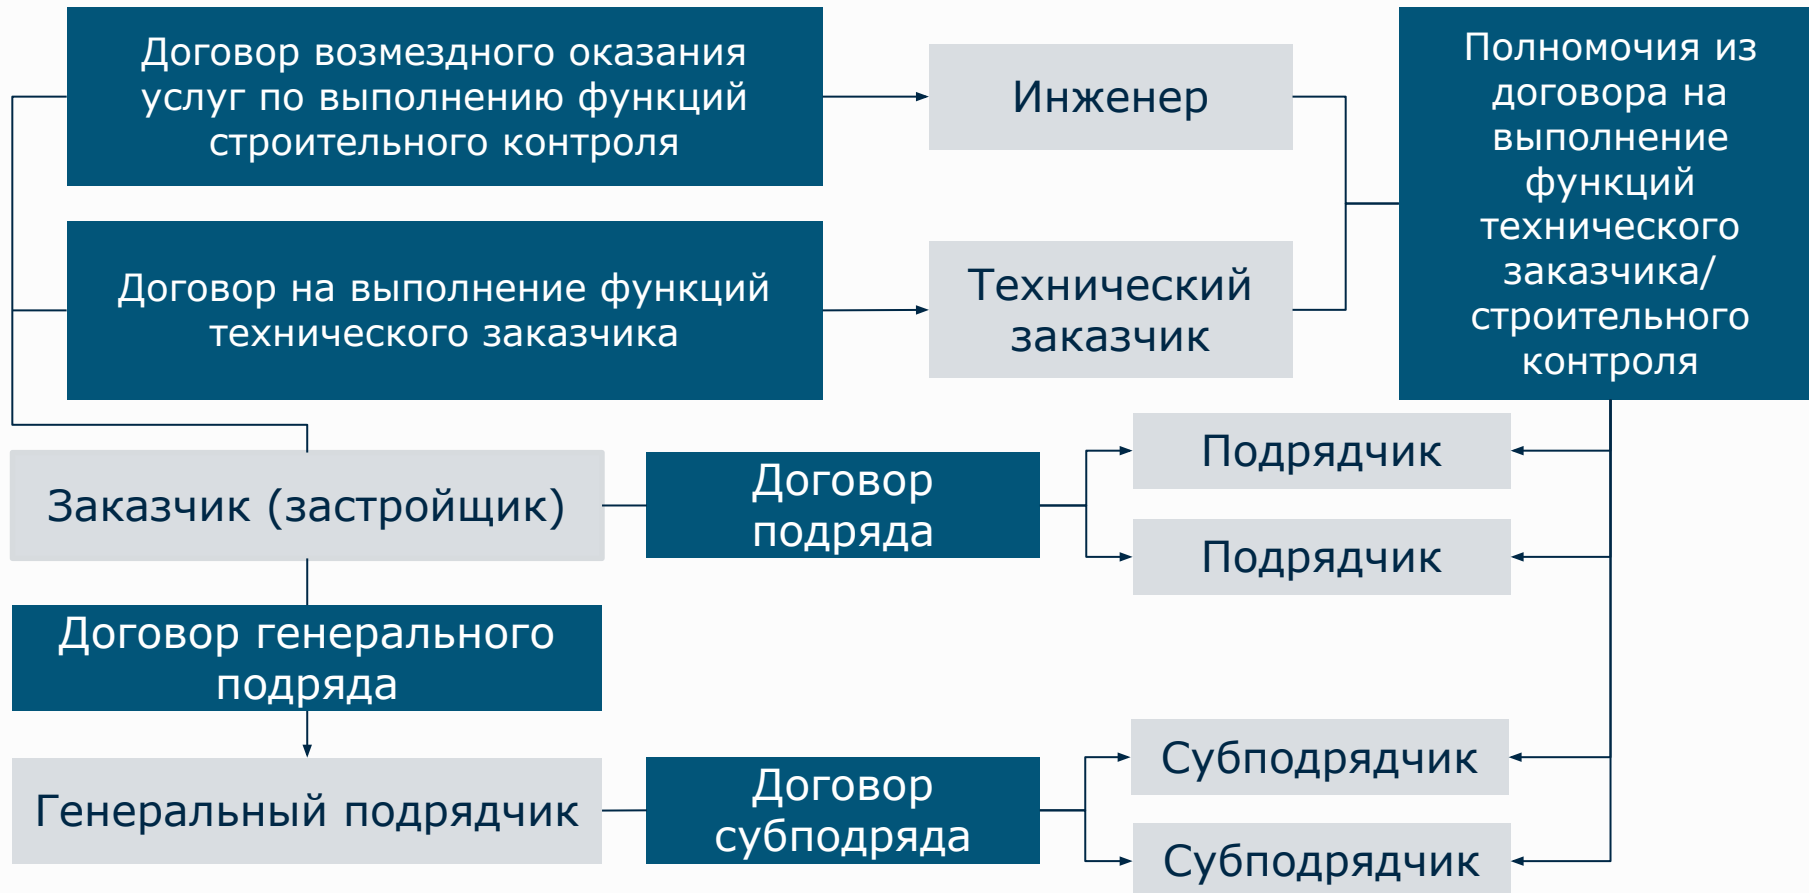 Договор возмездного оказания
услуг по выполнению функций
строительного контроля
Инженер
Полномочия из
договора на
выполнение
функций
технического
заказчика/
строительного
контроля
Договор на выполнение функций
технического заказчика
Технический
заказчик
Заказчик (застройщик)
Договор
подряда
Подрядчик
Подрядчик
Договор генерального
подряда
Генеральный подрядчик
Договор
субподряда
Субподрядчик
Субподрядчик